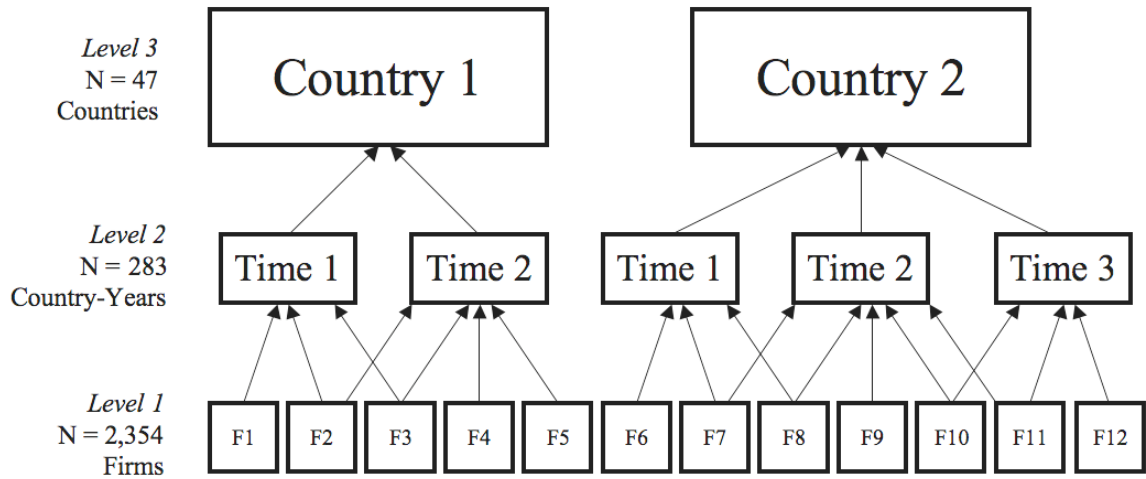 Level 3
N = 47
Countries
Country 1
Country 2
Level 2
N = 283
Country-Years
Time 1
Time 2
Time 1
Time 2
Time 3
Level 1
N = 2,354
Firms
F1
F2
F3
F4
F5
F6
F7
F8
F9
F10
F11
F12